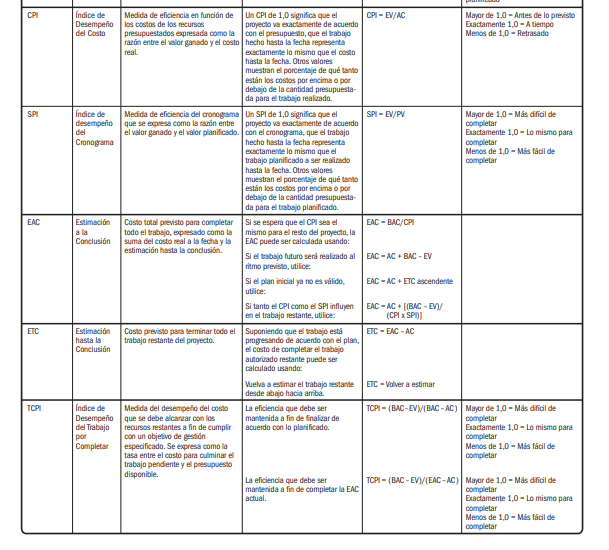 planificado
CPI
Índice de
Desempeño
del Costo
Medida de eficiencia en función de
los costos de los recursos
presupuestados expresada como la
razón entre el valor ganado y el costo
real.
Un CPI de 1,0 significa que el
proyecto va exactamente de acuerdo
con el presupuesto, que el trabajo
hecho hasta la fecha representa
exactamente lo mismo que el costo
hasta la fecha. Otros valores
muestran el porcentaje de qué tanto
están los costos por encima o por
debajo de la cantidad presupuesta-
da para el trabajo realizado.
CPI = EV/AC
Mayor de 1,0 = Antes de lo previsto
Exactamente 1,0 = A tiempo
Menos de 1,0 = Retrasado
SPI
Índice de
desempeño
del
Cronograma
Medida de eficiencia del cronograma
que se expresa como la razón entre
el valor ganado y el valor planificado.
Un SPI de 1,0 significa que el
proyecto va exactamente de acuerdo
con el cronograma, que el trabajo
hecho hasta la fecha representa
exactamente lo mismo que el
trabajo planificado a ser realizado
hasta la fecha. Otros valores
muestran el porcentaje de qué tanto
están los costos por encima o por
debajo de la cantidad presupuesta-
da para el trabajo planificado.
SPI = EV/PV
Mayor de 1,0 = Más difícil de
completar
Exactamente 1,0 = Lo mismo para
completar
Menos de 1,0 = Más fácil de
completar
EAC
Estimación
a la
Conclusión
Costo total previsto para completar
todo el trabajo, expresado como la
suma del costo real a la fecha y la
estimación hasta la conclusión.
Si se espera que el CPI sea el
mismo para el resto del proyecto, la
EAC puede ser calculada usando:
EAC = BAC/CPI
Si el trabajo futuro será realizado al
ritmo previsto, utilice:
EAC = AC + BAC – EV
Si el plan inicial ya no es válido,
utilice:
EAC = AC + ETC ascendente
Si tanto el CPI como el SPI influyen
en el trabajo restante, utilice:
EAC = AC + [(BAC – EV)/
(CPI x SPI)]
ETC
Estimación
hasta la
Conclusión
Costo previsto para terminar todo el
trabajo restante del proyecto.
Suponiendo que el trabajo está
progresando de acuerdo con el plan,
el costo de completar el trabajo
autorizado restante puede ser
calculado usando:
ETC = EAC – AC
Vuelva a estimar el trabajo restante
desde abajo hacia arriba.
ETC = Volver a estimar
TCPI
Índice de
Desempeño
del Trabajo
por
Completar
Medida del desempeño del costo
que se debe alcanzar con los
recursos restantes a fin de cumplir
con un objetivo de gestión
especificado. Se expresa como la
tasa entre el costo para culminar el
trabajo pendiente y el presupuesto
disponible.
La eficiencia que debe ser
mantenida a fin de finalizar de
acuerdo con lo planificado.
TCPI = (BAC – EV)/(BAC – AC)
Mayor de 1,0 = Más difícil de
completar
Exactamente 1,0 = Lo mismo para
completar
Menos de 1,0 = Más fácil de
completar
La eficiencia que debe ser
mantenida a fin de completar la EAC
actual.
TCPI = (BAC – EV)/(EAC – AC)
Mayor de 1,0 = Más difícil de
completar
Exactamente 1,0 = Lo mismo para
completar
Menos de 1,0 = Más fácil de
completar